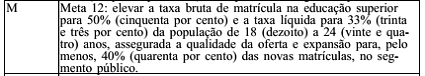 M
Meta 12: elevar a taxa bruta de matrícula na educação superior
para 50% (cinquenta por cento) e a taxa líquida para 33% (trinta
e três por cento) da população de 18 (dezoito) a 24 (vinte e qua-
tro) anos, assegurada a qualidade da oferta e expansão para, pelo
menos, 40% (quarenta por cento) das novas matrículas, no seg-
mento público.